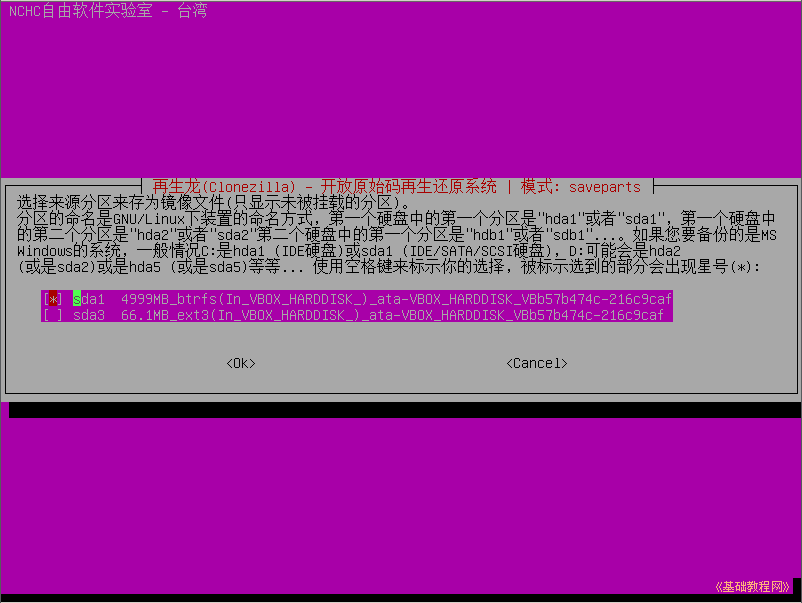 NCHC自由软件实验室 - 台湾
再生龙(Clonezilla) - 开放原始码再生还原系统 | 模式: saveparts
选择来源分区来存为镜像文件(只显示未被挂载的分区)。
分区的命名是GNU/Linux下装置的命名方式，第一个硬盘中的第一个分区是"hda1"或者"sda1"，第一个硬盘中
的第二个分区是"hda2"或者"sda2"第二个硬盘中的第一个分区是"hdb1"或者"sdb1"...。如果您要备份的是MS
Windows的系统，一般情况C:是hda1 (IDE硬盘)或sda1 (IDE/SATA/SCSI硬盘)，D:可能会是hda2
(或是sda2)或是hda5 (或是sda5)等等... 使用空格键来标示你的选择，被标示选到的部分会出现星号(*):
[*] sda1 4999MB_btrfs(In_VBOX_HARDDISK_)_ata-VBOX_HARDDISK_VBb57b474c-216c9caf
[ ] sda3 66.1MB_ext3(In_VBOX_HARDDISK_)_ata-VBOX_HARDDISK_VBb57b474c-216c9caf
<Ok> <Cancel>
《基础教程网》